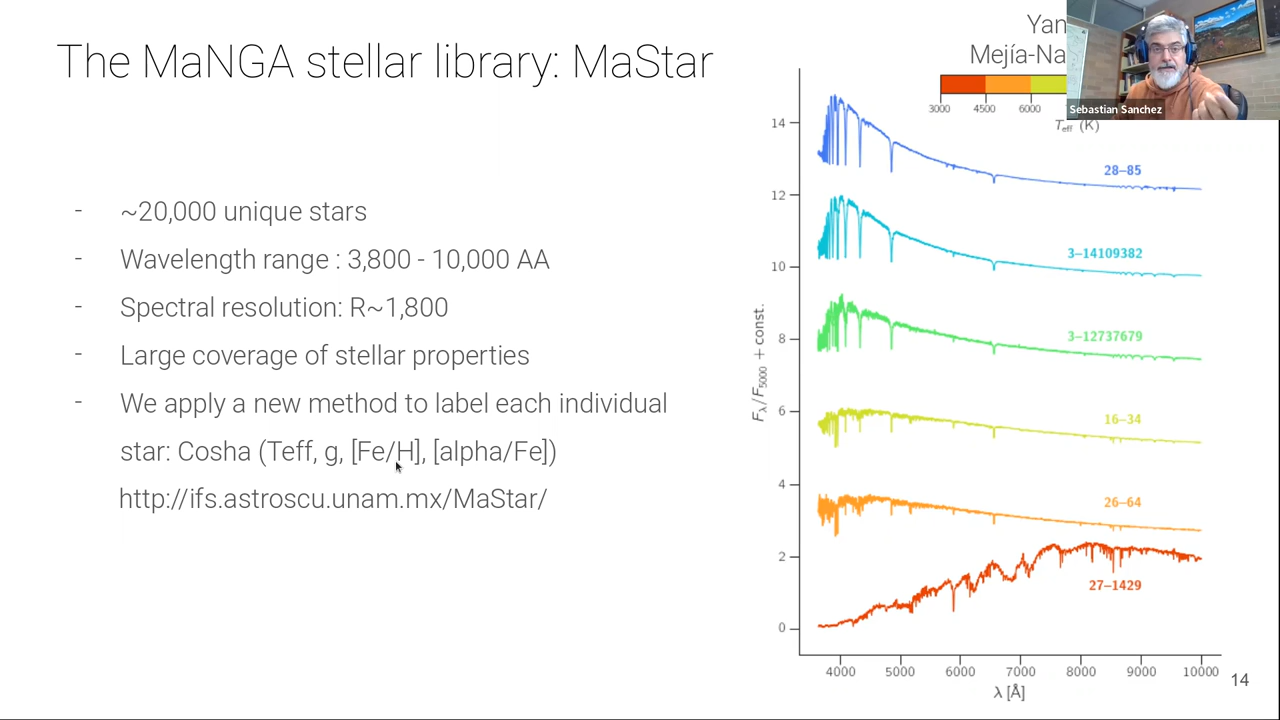 The MaNGA stellar library: MaStar
Yan
Mejía-Na
Sebastian Sanchez
3000 4500 6000
T_eff (K)
- ~20,000 unique stars
- Wavelength range : 3,800 - 10,000 AA
- Spectral resolution: R~1,800
- Large coverage of stellar properties
- We apply a new method to label each individual
star: Cosha (Teff, g, [Fe/H], [alpha/Fe])
http://ifs.astroscu.unam.mx/MaStar/
F_λ/F_5000 + const.
14
12
10
8
6
4
2
0
28–85
3–14109382
3–12737679
16–34
26–64
27–1429
4000 5000 6000 7000 8000 9000 10000
λ [Å]
14